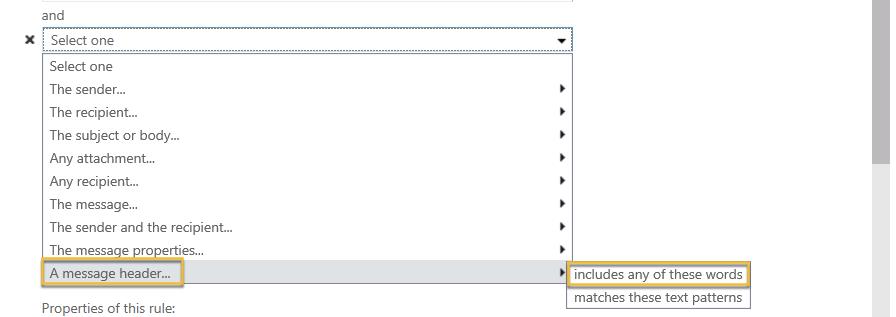 and
Select one
Select one
The sender...
The recipient...
The subject or body...
Any attachment...
Any recipient...
The message...
The sender and the recipient...
The message properties...
A message header...
includes any of these words
matches these text patterns
Properties of this rule: